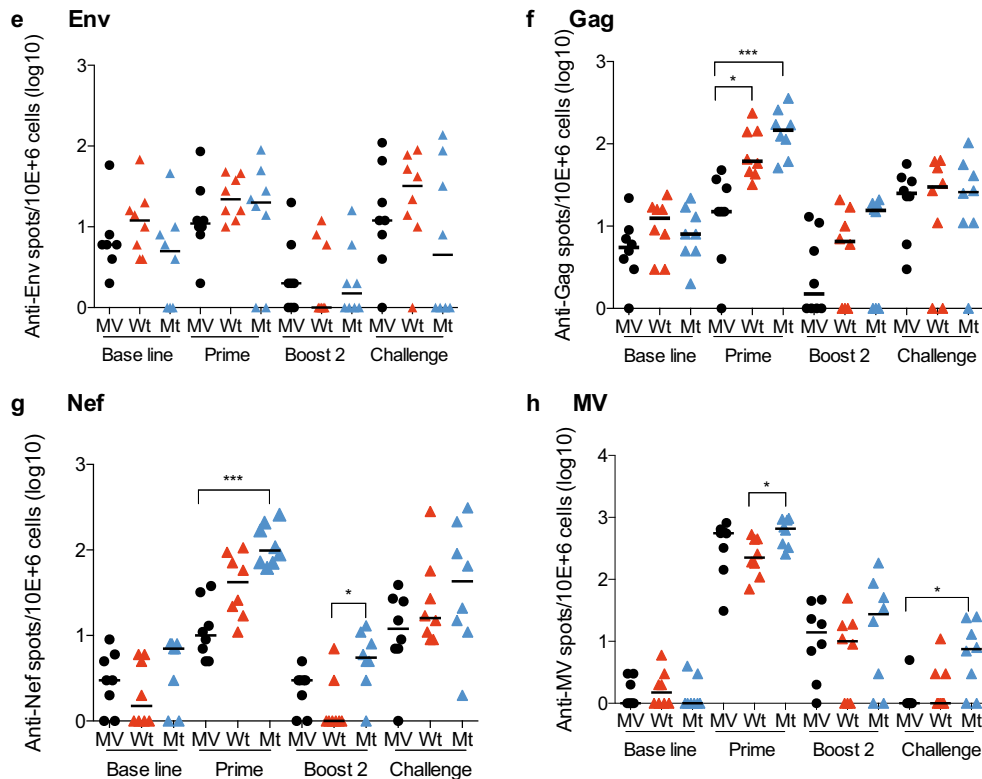 e Env
Anti-Env spots/10E+6 cells (log10)
3
2
1
0
MV Wt Mt MV Wt Mt MV Wt Mt MV Wt Mt
Base line Prime Boost 2 Challenge
f Gag
Anti-Gag spots/10E+6 cells (log10)
3
2
1
0
***
*
MV Wt Mt MV Wt Mt MV Wt Mt MV Wt Mt
Base line Prime Boost 2 Challenge
g Nef
Anti-Nef spots/10E+6 cells (log10)
3
2
1
0
***
*
MV Wt Mt MV Wt Mt MV Wt Mt MV Wt Mt
Base line Prime Boost 2 Challenge
h MV
Anti-MV spots/10E+6 cells (log10)
4
3
2
1
0
*
*
MV Wt Mt MV Wt Mt MV Wt Mt MV Wt Mt
Base line Prime Boost 2 Challenge